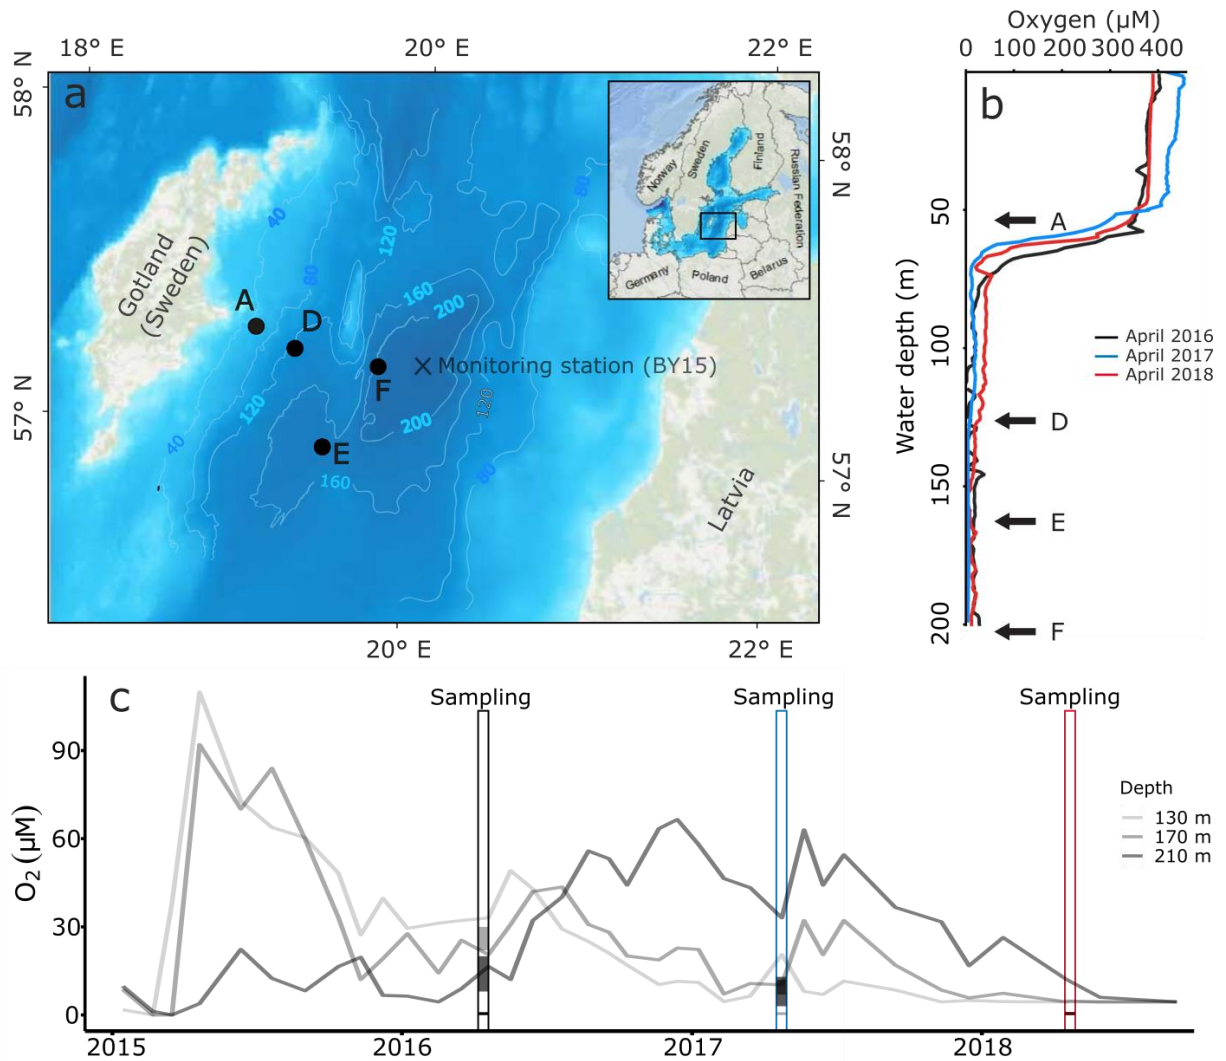 18° E
20° E
22° E
58° N
57° N
a
40
80
120
80
160
200
Gotland
(Sweden)
A
D
F
E
Monitoring station (BY15)
120
40
120
200
160
80
Latvia
Norway
Sweden
Finland
Russian Federation
Germany
Poland
Belarus
58° N
57° N
20° E
22° E
Oxygen (µM)
0 100 200 300 400
b
Water depth (m)
50
100
150
200
A
D
E
F
April 2016
April 2017
April 2018
c
Sampling
Sampling
Sampling
O2 (µM)
90
60
30
0
2015
2016
2017
2018
Depth
130 m
170 m
210 m